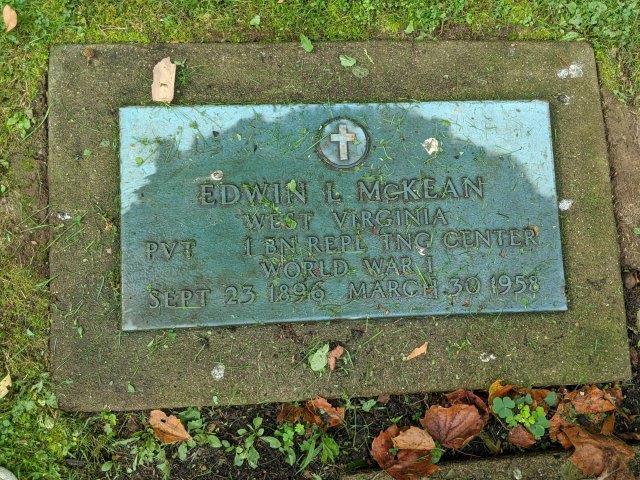 EDWIN L McKEAN
WEST VIRGINIA
PVT 1 BN REPL TNG CENTER
WORLD WAR I
SEPT 23 1896 MARCH 30 1958